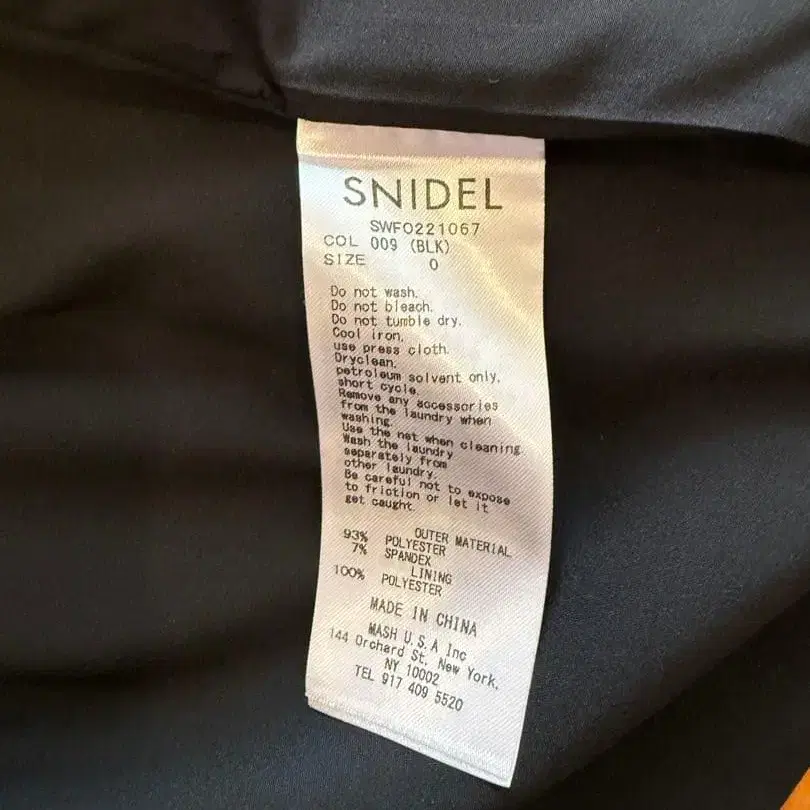 SNIDEL
SWFO221067
COL 009 (BLK)
SIZE 0
Do not wash.
Do not bleach.
Do not tumble dry.
Cool iron,
use press cloth.
Dryclean,
petroleum solvent only,
short cycle.
Remove any accessories
from the laundry when
washing.
Use the net when cleaning
Wash the laundry
separately from
other laundry.
Be careful not to expose
to friction or let it
get caught.
OUTER MATERIAL
93% POLYESTER
7% SPANDEX
LINING
100% POLYESTER
MADE IN CHINA
MASH U.S.A Inc
144 Orchard St, New York,
NY 10002
TEL 917 409 5520